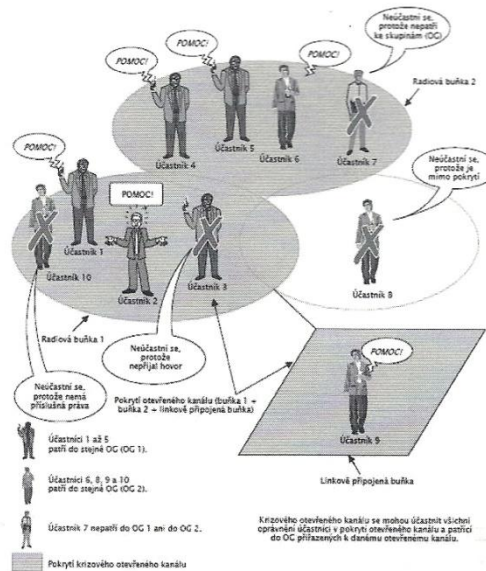 Neúčastní se,
protože nepatří
ke skupinám (OG)
POMOC!
POMOC!
POMOC!
Radiová buňka 2
Účastník 4
Účastník 5
Účastník 6
Účastník 7
POMOC!
Neúčastní se,
protože je
mimo pokrytí
POMOC!
Účastník 1
Účastník 10
Účastník 2
Účastník 3
Účastník 8
Radiová buňka 1
Neúčastní se,
protože
nepřijal hovor
Neúčastní se,
protože nemá
příslušná práva
Pokrytí otevřeného kanálu (buňka 1 +
buňka 2 + linkově připojená buňka)
POMOC!
Účastník 9
Linkově připojená buňka
Účastníci 1 až 5
patří do stejné OG (OG 1).
Účastníci 6, 8, 9 a 10
patří do stejné OG (OG 2).
Účastník 7 nepatří do OG 1 ani do OG 2.
Pokrytí krizového otevřeného kanálu
Krizového otevřeného kanálu se mohou účastnit všichni
oprávnění účastníci v pokrytí otevřeného kanálu a patřící
do OG přiřazených k danému otevřenému kanálu.